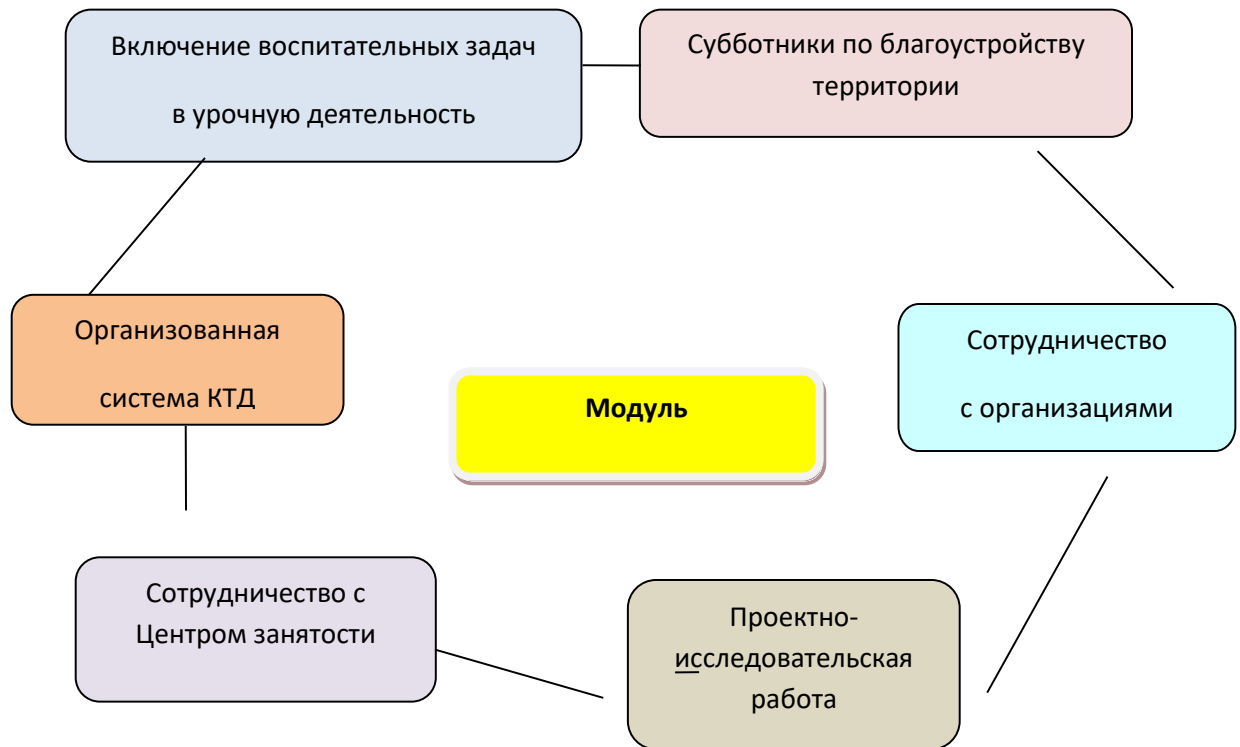 Включение воспитательных задач
в урочную деятельность
Субботники по благоустройству
территории
Организованная
система КТД
Модуль
Сотрудничество
с организациями
Сотрудничество с
Центром занятости
Проектно-
исследовательская
работа